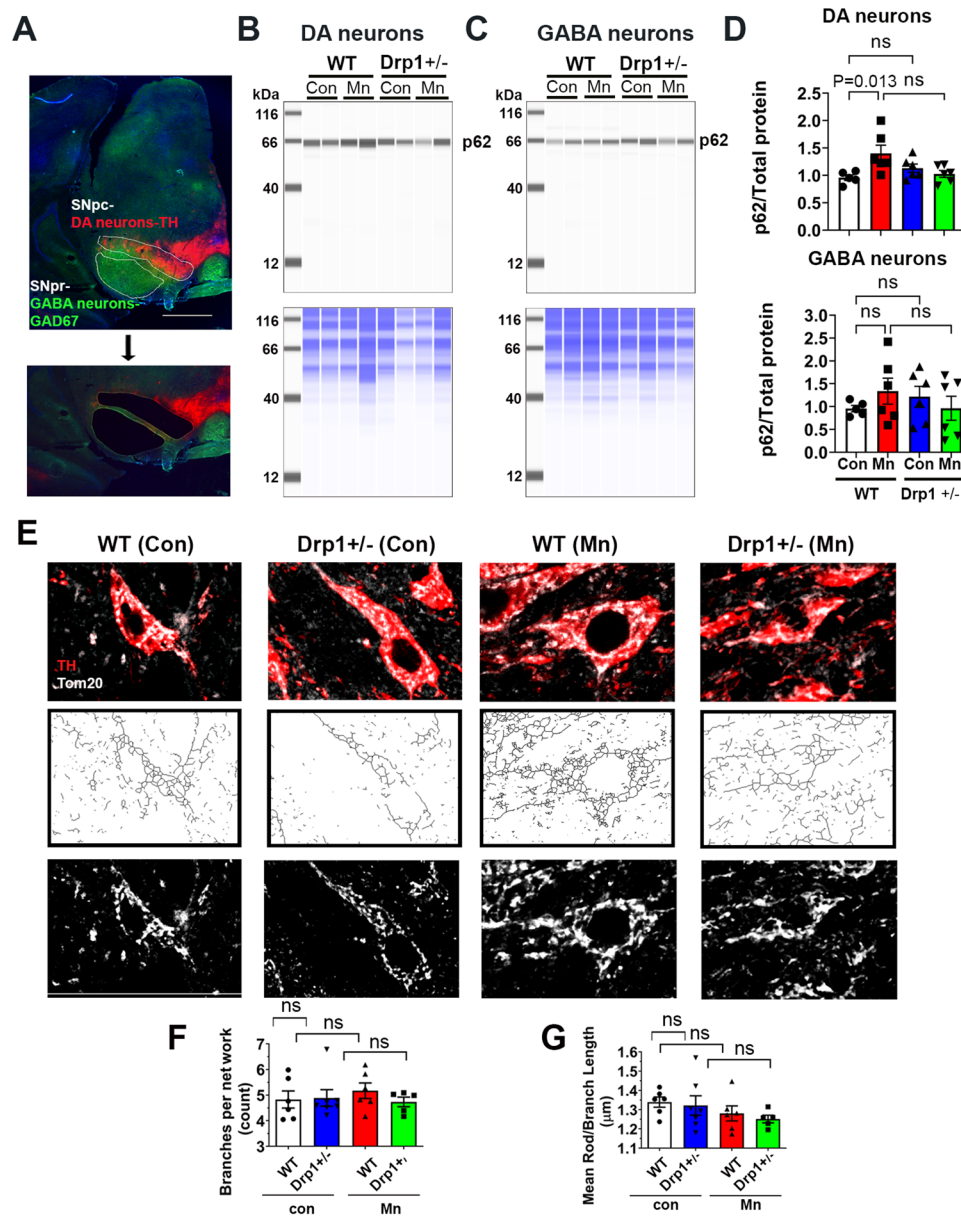 A
SNpc-
DA neurons-TH
SNpr-
GABA neurons-
GAD67
B
DA neurons
WT Drp1+/-
Con Mn Con Mn
kDa
116
66
40
12
p62
116
66
40
12
C
GABA neurons
WT Drp1+/-
Con Mn Con Mn
kDa
116
66
40
12
p62
116
66
40
12
D
DA neurons
ns
P=0.013 ns
p62/Total protein
2.5
2.0
1.5
1.0
0.5
0.0
GABA neurons
ns
ns ns
p62/Total protein
3.0
2.5
2.0
1.5
1.0
0.5
0.0
Con Mn Con Mn
WT Drp1 +/-
E
WT (Con) Drp1+/- (Con) WT (Mn) Drp1+/- (Mn)
TH
Tom20
F
ns
ns
ns
Branches per net work
(count)
7
6
5
4
3
WT Drp1+/- WT Drp1+,
con Mn
G
ns
ns
ns
Mean Rod/Branch Length
(μm)
1.6
1.5
1.4
1.3
1.2
1.1
WT Drp1+/- WT Drp1+/-
con Mn